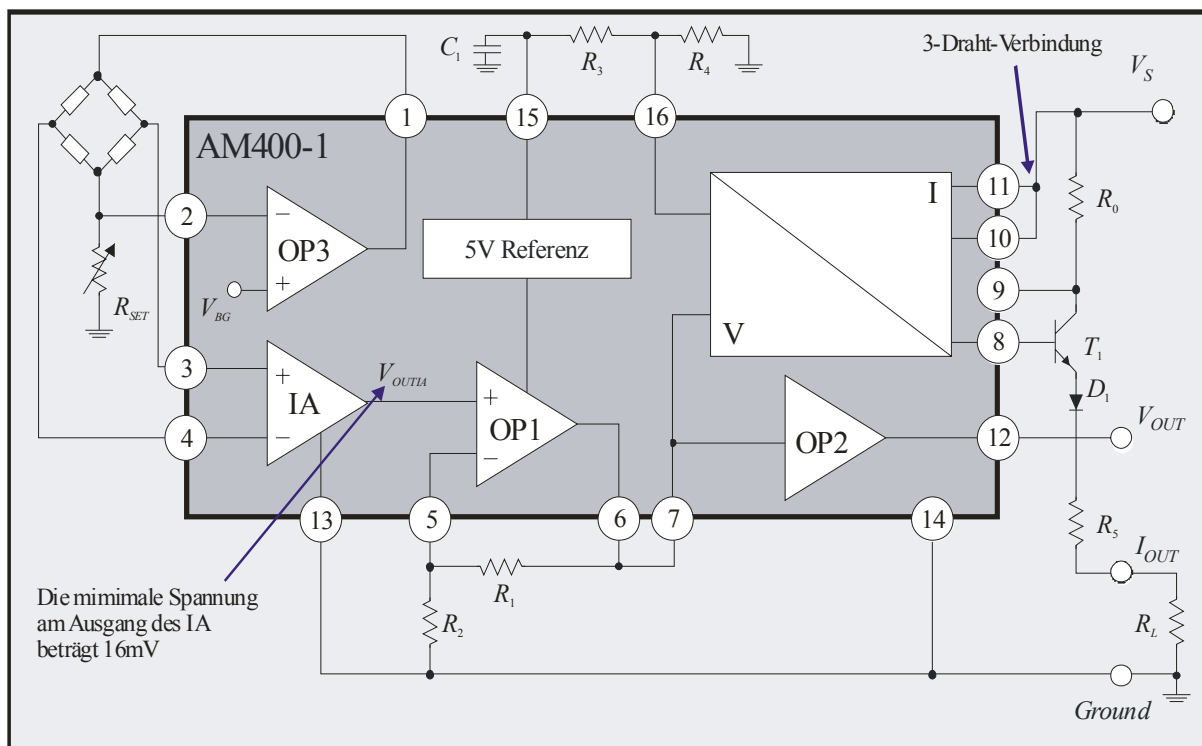 C1
R3
R4
3-Draht-Verbindung
VS
1
15
16
AM400-1
I
11
R0
2
OP3
10
5V Referenz
9
RSET
VBG
V
8
T1
3
VOUTIA
D1
IA
OP1
OP2
12
VOUT
4
13
5
6
7
14
R5
IOUT
R1
Die mimimale Spannung
am Ausgang des IA
beträgt 16mV
R2
RL
Ground